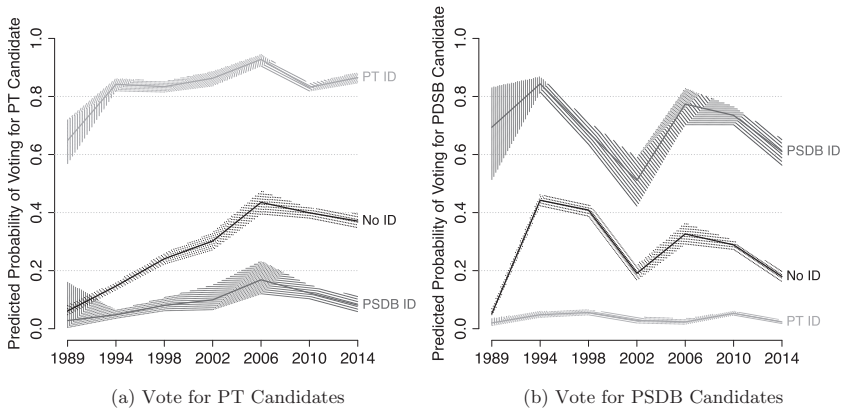 Predicted Probability of Voting for PT Candidate
1.0
0.8
0.6
0.4
0.2
0.0
PT ID
No ID
PSDB ID
1989 1994 1998 2002 2006 2010 2014
(a) Vote for PT Candidates
Predicted Probability of Voting for PDSB Candidate
1.0
0.8
0.6
0.4
0.2
0.0
PSDB ID
No ID
PT ID
1989 1994 1998 2002 2006 2010 2014
(b) Vote for PSDB Candidates